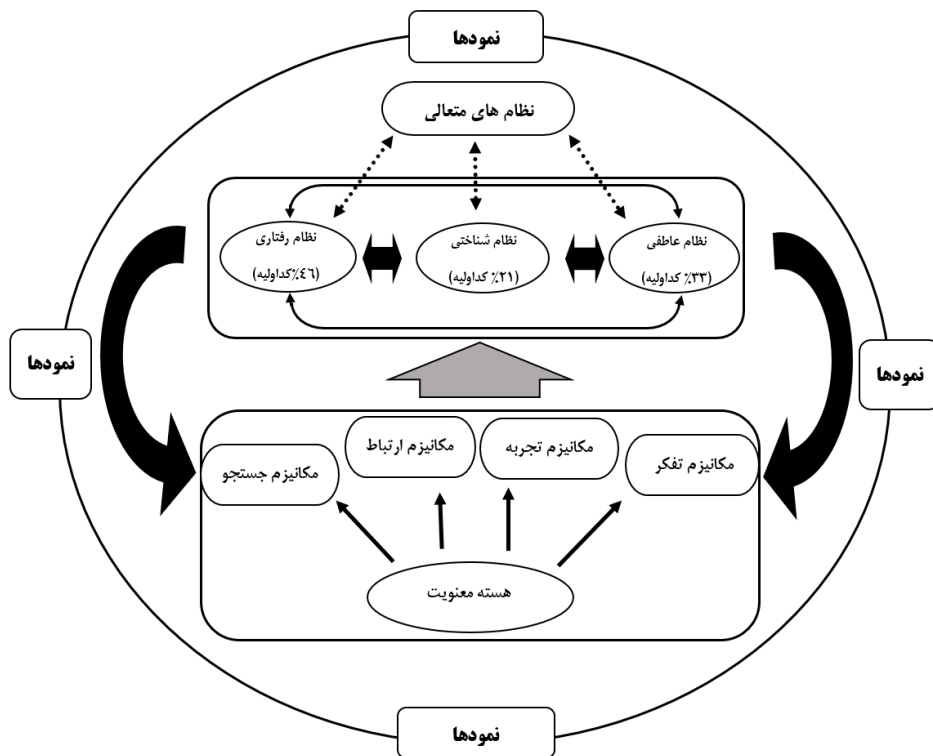 نمودها
نظام های متعالی
نظام عاطفی
(٣٣٪ کداولیه)
نظام شناختی
(٢١٪ کداولیه)
نظام رفتاری
(٤٦٪ کداولیه)
نمودها
نمودها
مکانیزم تفکر
مکانیزم تجربه
مکانیزم ارتباط
مکانیزم جستجو
هسته معنویت
نمودها